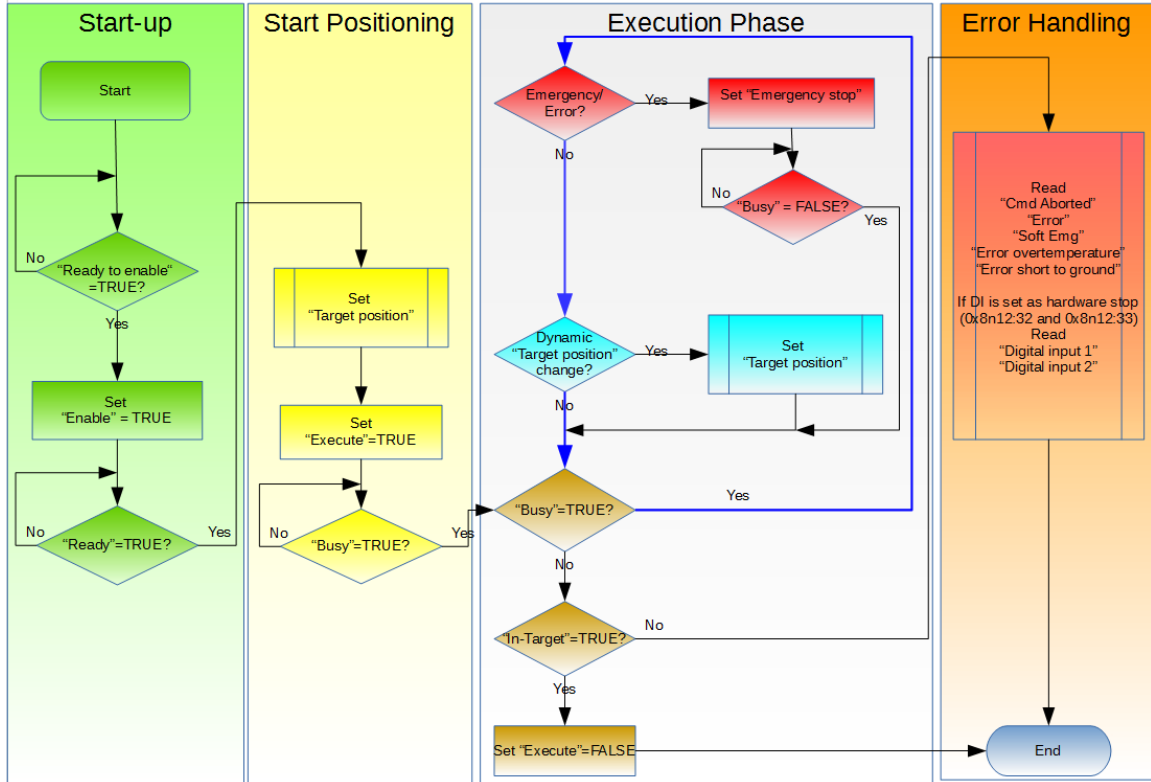 Start-up
Start
No
“Ready to enable“
=TRUE?
Yes
Set
“Enable” = TRUE
No
“Ready”=TRUE?
Yes
Start Positioning
Set
“Target position”
Set
“Execute”=TRUE
No
“Busy”=TRUE?
Yes
Execution Phase
Emergency/
Error?
Yes
Set “Emergency stop”
No
No
“Busy” = FALSE?
Yes
Dynamic
“Target position”
change?
Yes
Set
“Target position”
No
“Busy”=TRUE?
Yes
No
“In-Target”=TRUE?
No
Yes
Set “Execute”=FALSE
Error Handling
Read
“Cmd Aborted”
“Error”
“Soft Emg”
“Error overtemperature”
“Error short to ground”
If DI is set as hardware stop
(0x8n12:32 and 0x8n12:33)
Read
“Digital input 1”
“Digital input 2”
End